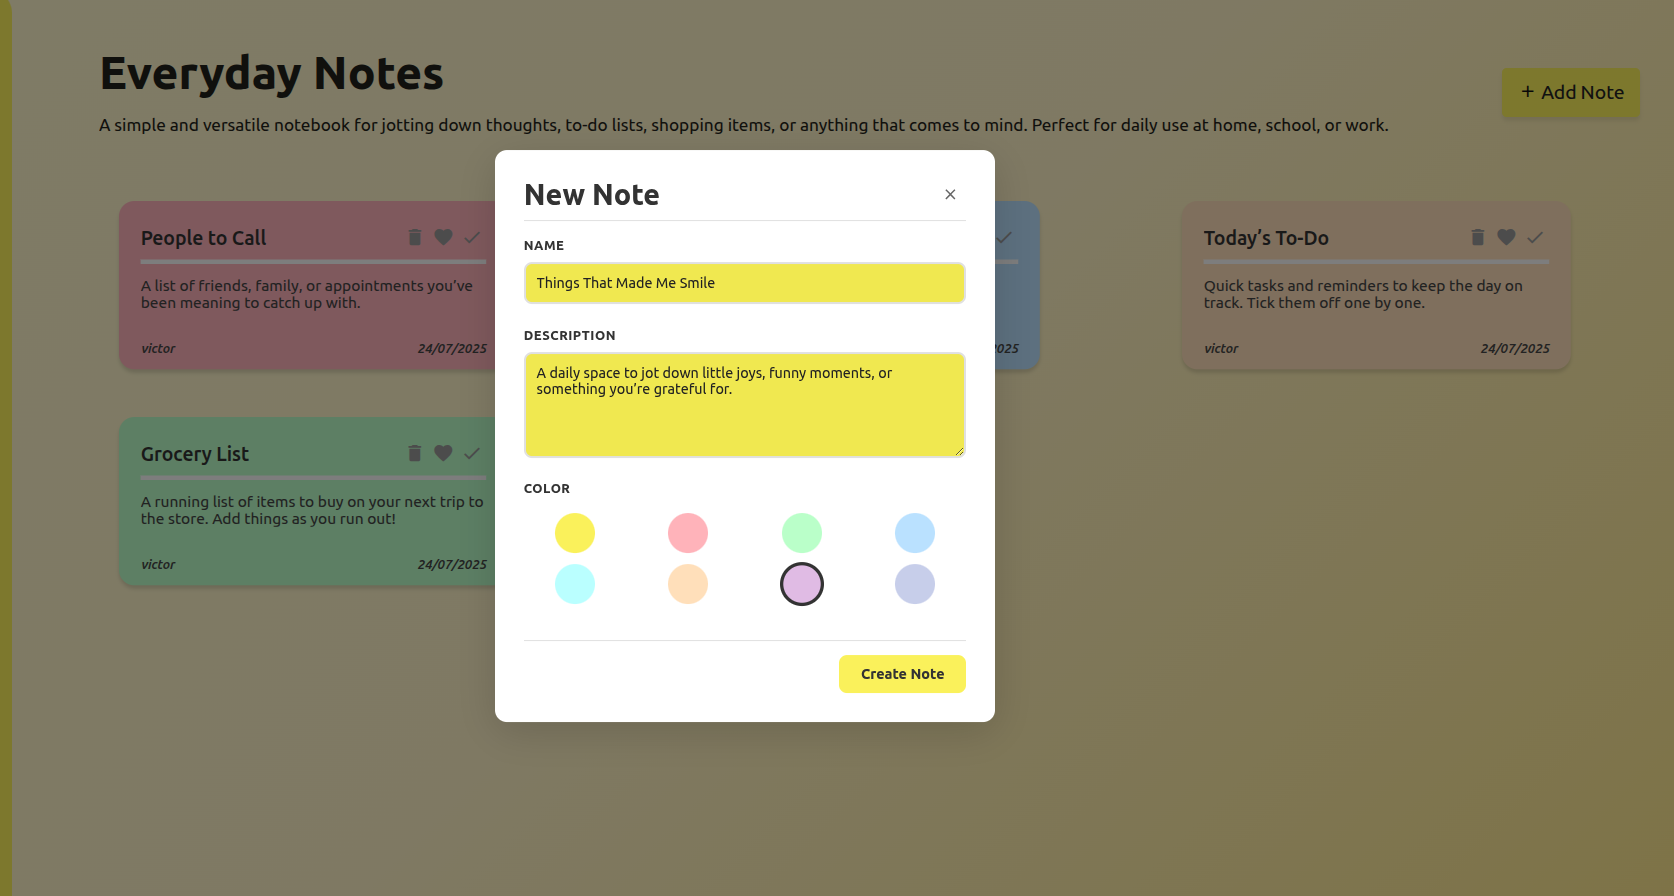 Everyday Notes
+ Add Note
A simple and versatile notebook for jotting down thoughts, to-do lists, shopping items, or anything that comes to mind. Perfect for daily use at home, school, or work.
People to Call
A list of friends, family, or appointments you’ve
been meaning to catch up with.
victor
24/07/2025
Today’s To-Do
Quick tasks and reminders to keep the day on
track. Tick them off one by one.
victor
24/07/2025
Grocery List
A running list of items to buy on your next trip to
the store. Add things as you run out!
victor
24/07/2025
New Note
×
NAME
Things That Made Me Smile
DESCRIPTION
A daily space to jot down little joys, funny moments, or
something you’re grateful for.
COLOR
Create Note